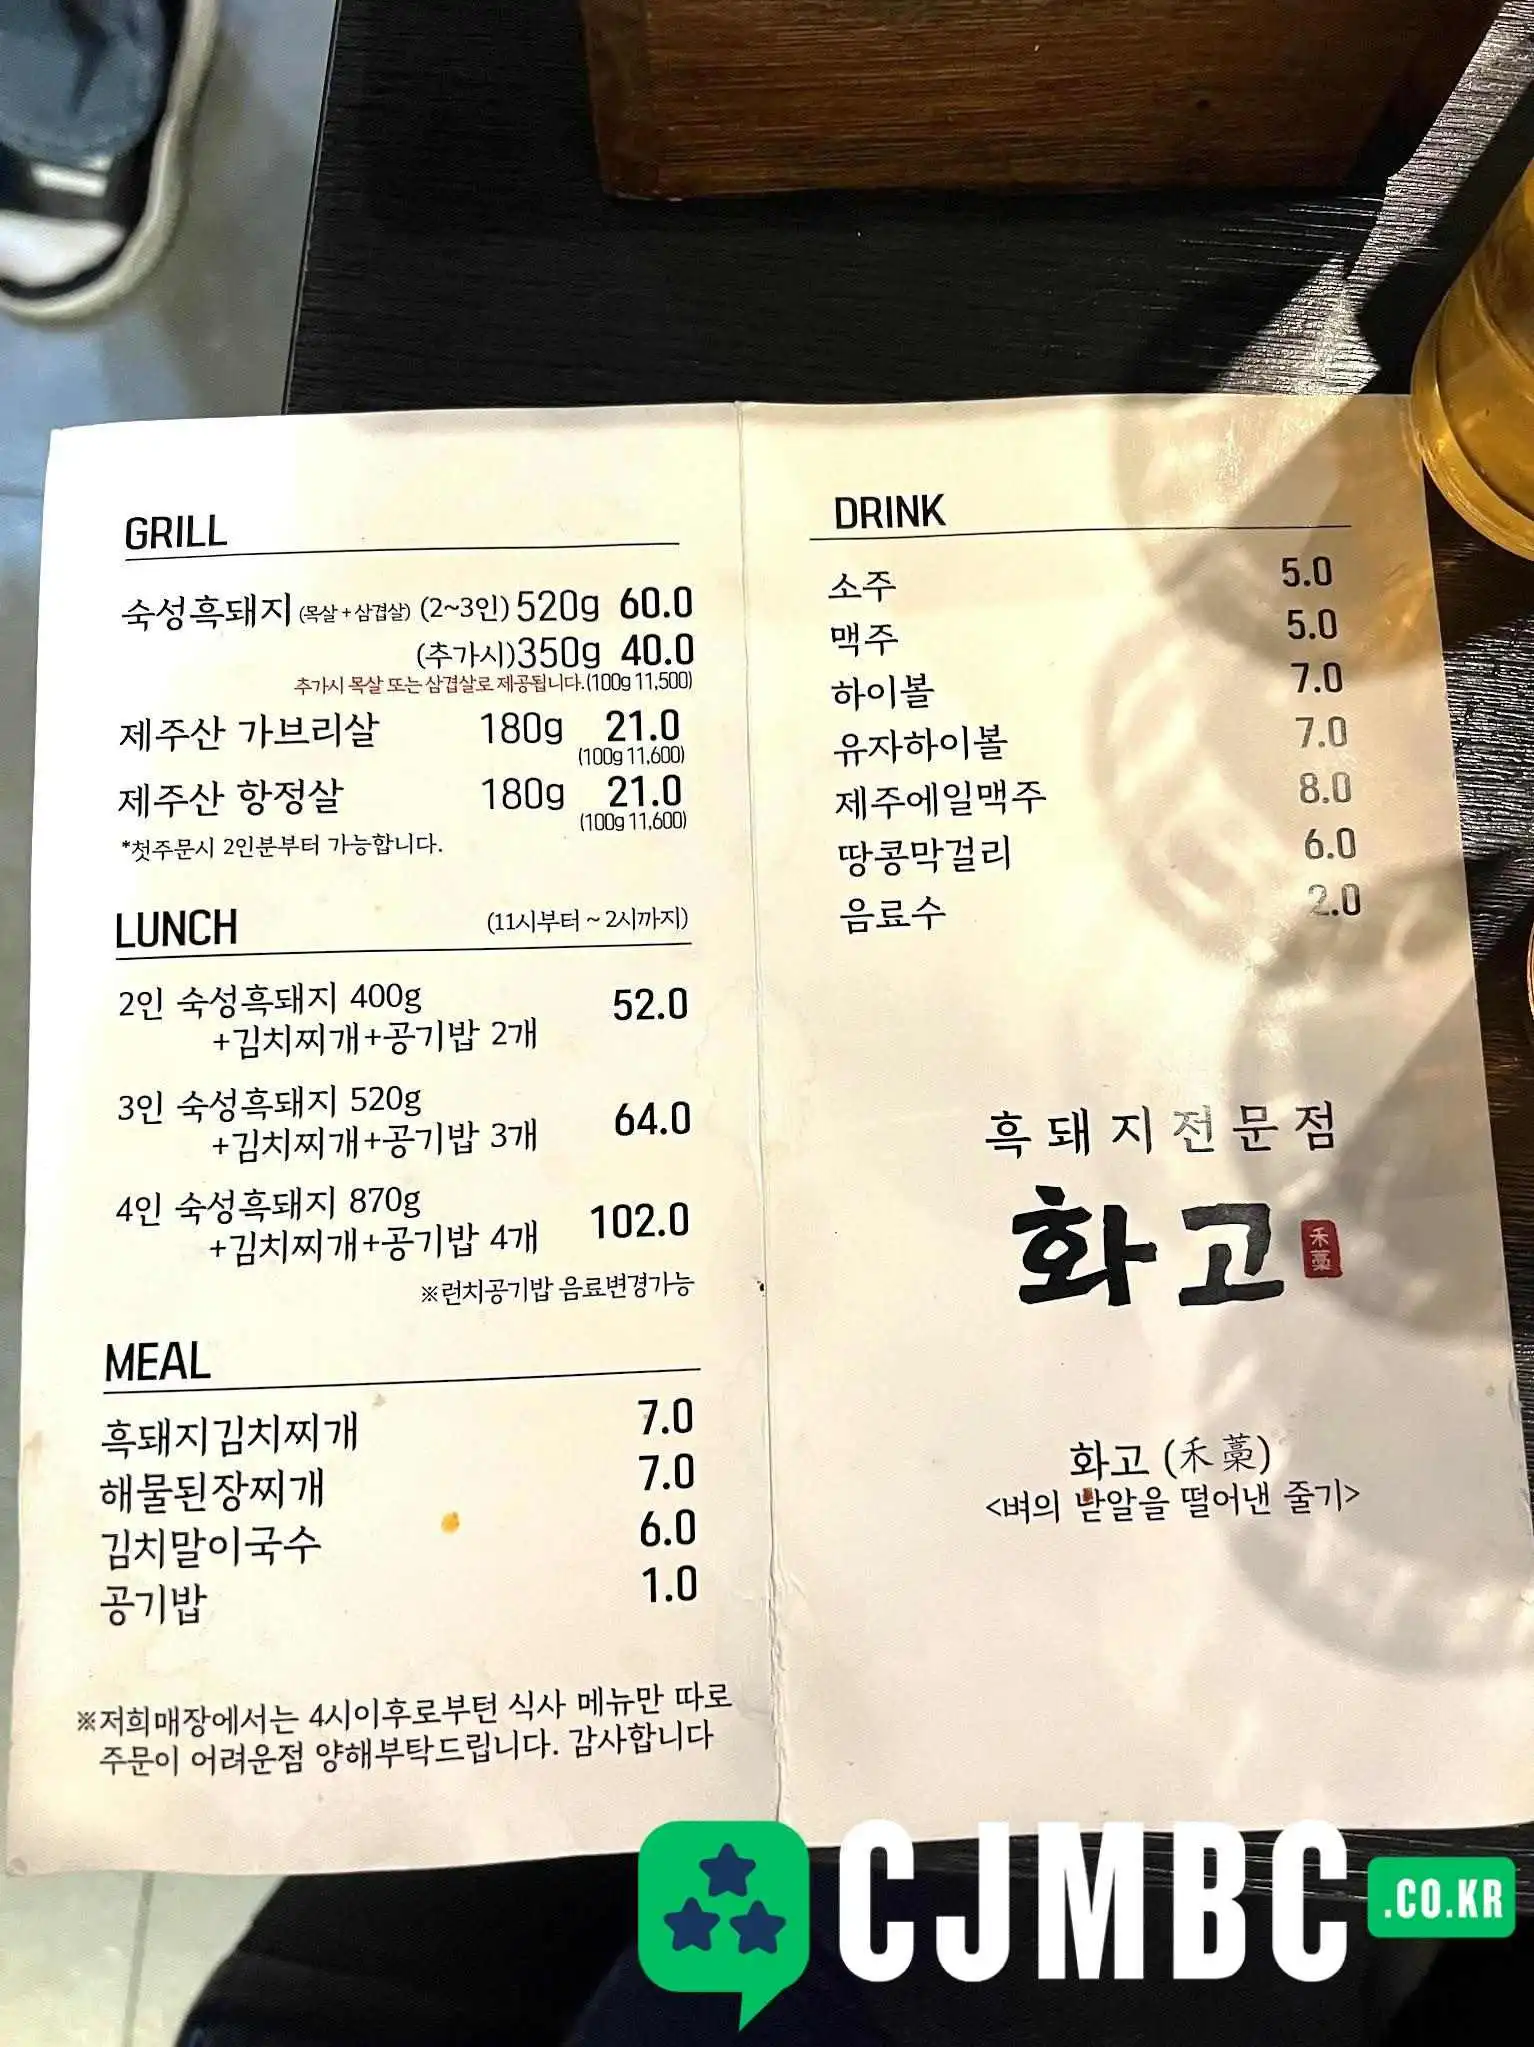 GRILL
숙성흑돼지 (목살+삼겹살) (2~3인) 520g 60.0
(추가시)350g 40.0
추가시 목살 또는 삼겹살로 제공됩니다.(100g 11,500)
제주산 가브리살 180g 21.0
(100g 11,600)
제주산 항정살 180g 21.0
(100g 11,600)
*첫주문시 2인분부터 가능합니다.
LUNCH (11시부터 ~ 2시까지)
2인 숙성흑돼지 400g 52.0
+김치찌개+공기밥 2개
3인 숙성흑돼지 520g 64.0
+김치찌개+공기밥 3개
4인 숙성흑돼지 870g 102.0
+김치찌개+공기밥 4개
※런치공기밥 음료변경가능
MEAL
흑돼지김치찌개 7.0
해물된장찌개 7.0
김치말이국수 6.0
공기밥 1.0
※저희매장에서는 4시이후로부턴 식사 메뉴만 따로
주문이 어려운점 양해부탁드립니다. 감사합니다
DRINK
소주 5.0
맥주 5.0
하이볼 7.0
유자하이볼 7.0
제주에일맥주 8.0
땅콩막걸리 6.0
음료수 2.0
흑돼지전문점
화고 禾藁
화고 (禾藁)
<벼의 낟알을 떨어낸 줄기>
CJMBC.CO.KR